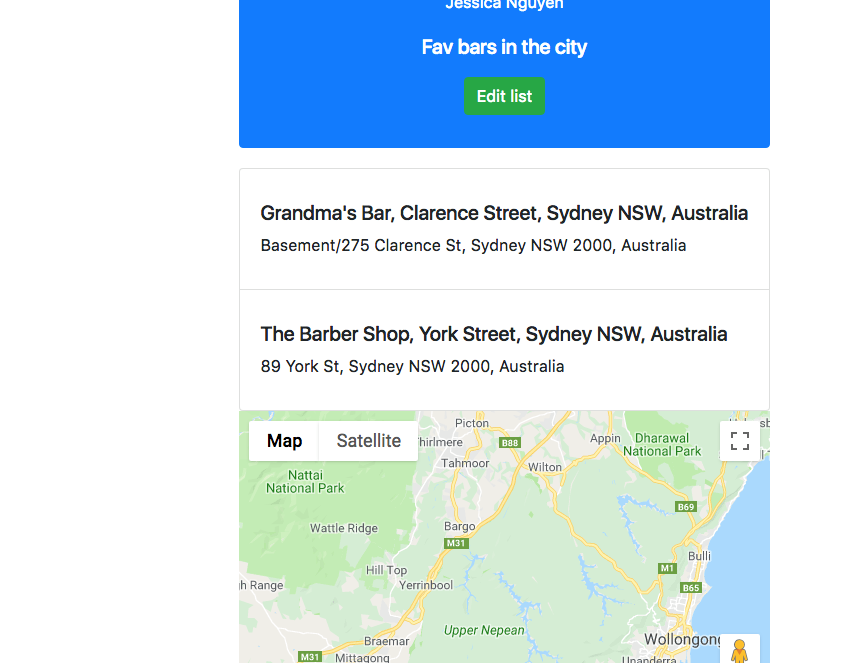 Jessica Nguyen
Fav bars in the city
Edit list
Grandma's Bar, Clarence Street, Sydney NSW, Australia
Basement/275 Clarence St, Sydney NSW 2000, Australia
The Barber Shop, York Street, Sydney NSW, Australia
89 York St, Sydney NSW 2000, Australia
Map
Satellite
Picton
B88
Appin
Dharawal
National Park
Tahmoor
Wilton
Nattai
National Park
B69
Wattle Ridge
Bargo
M31
Bulli
M1
Hill Top
Yerrinbool
B65
Upper Nepean
Braemar
Wollongong
M31
Mittagong
Unanderra